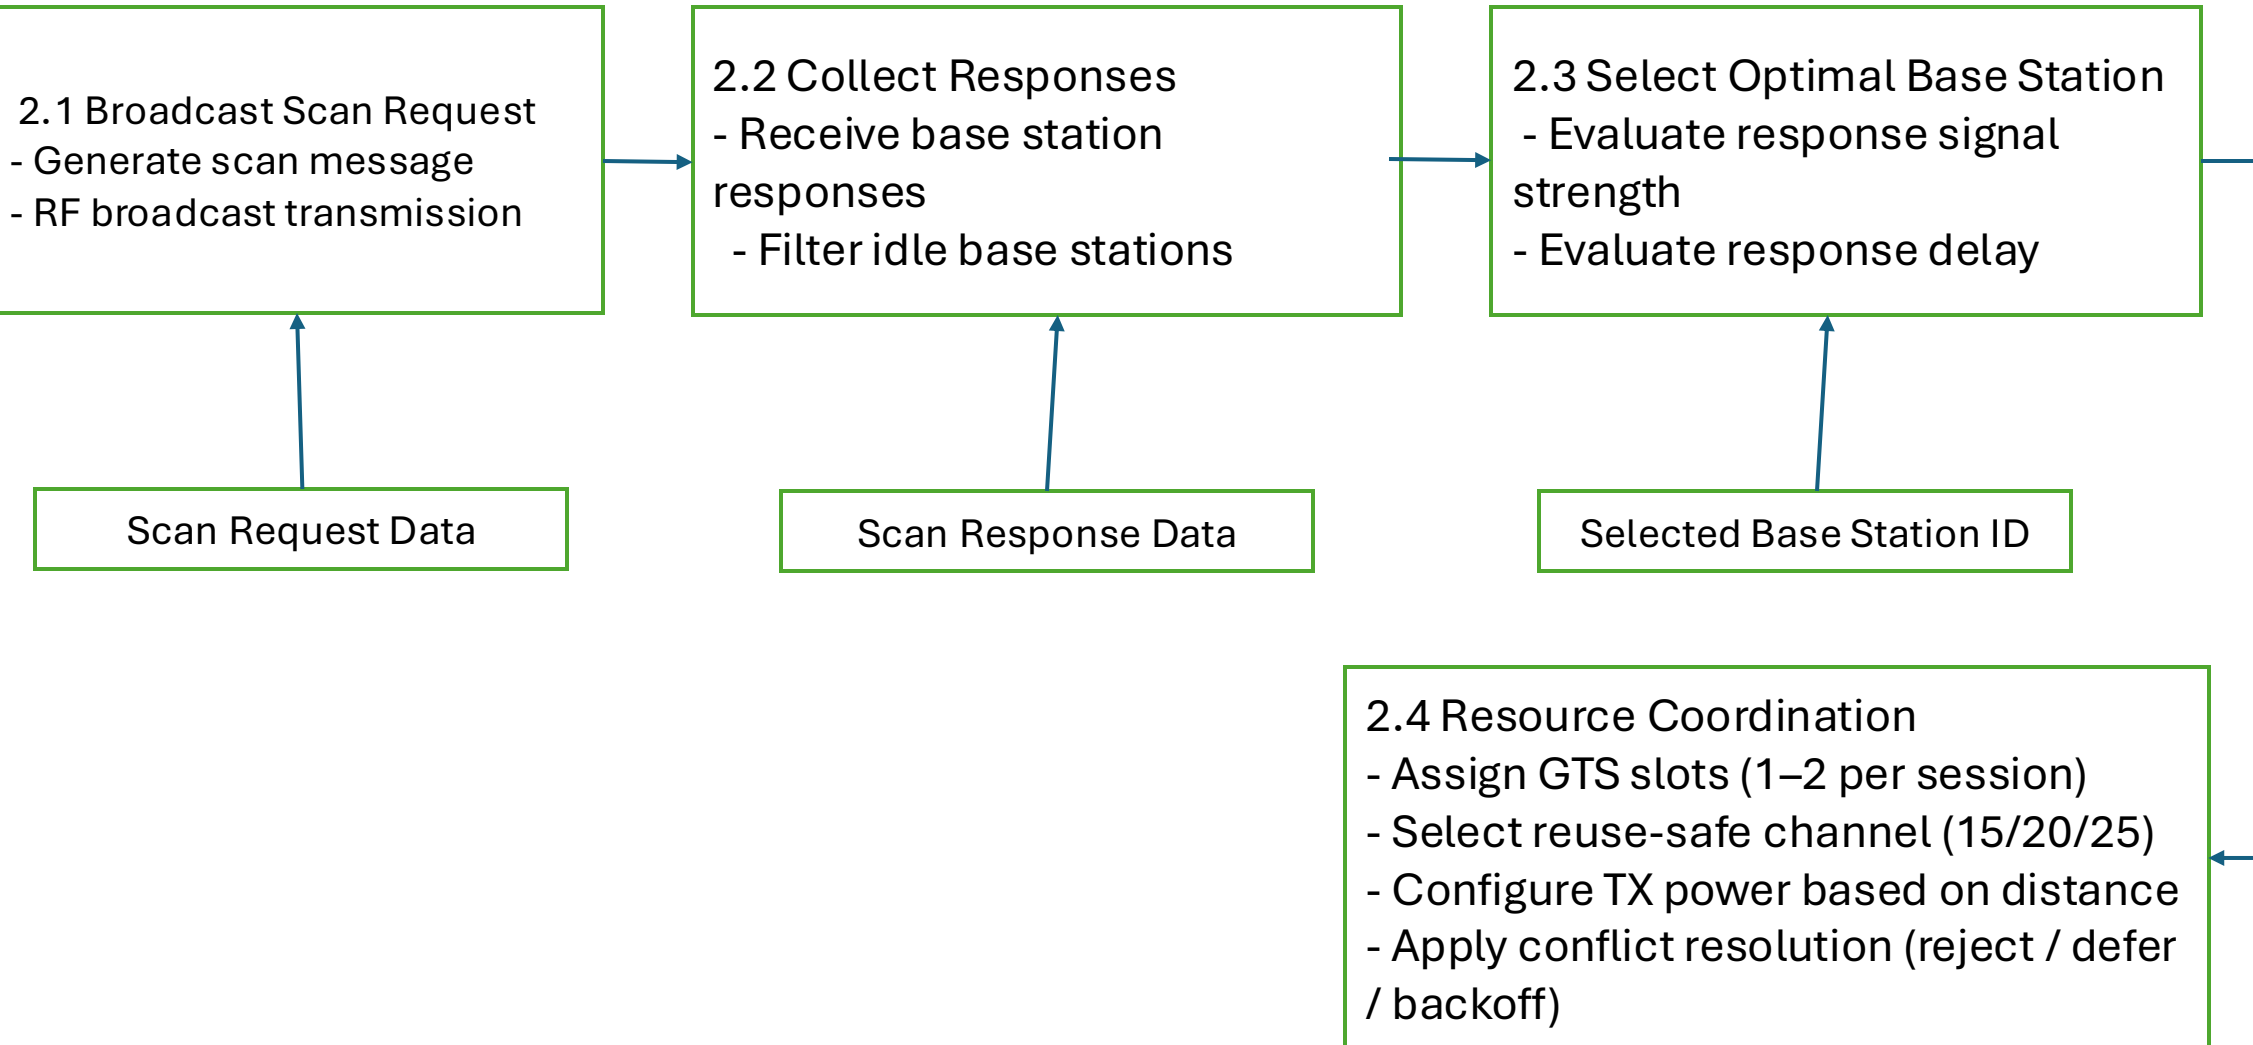 2.1 Broadcast Scan Request
- Generate scan message
- RF broadcast transmission
2.2 Collect Responses
- Receive base station
responses
- Filter idle base stations
2.3 Select Optimal Base Station
- Evaluate response signal
strength
- Evaluate response delay
Scan Request Data
Scan Response Data
Selected Base Station ID
2.4 Resource Coordination
- Assign GTS slots (1–2 per session)
- Select reuse-safe channel (15/20/25)
- Configure TX power based on distance
- Apply conflict resolution (reject / defer
/ backoff)